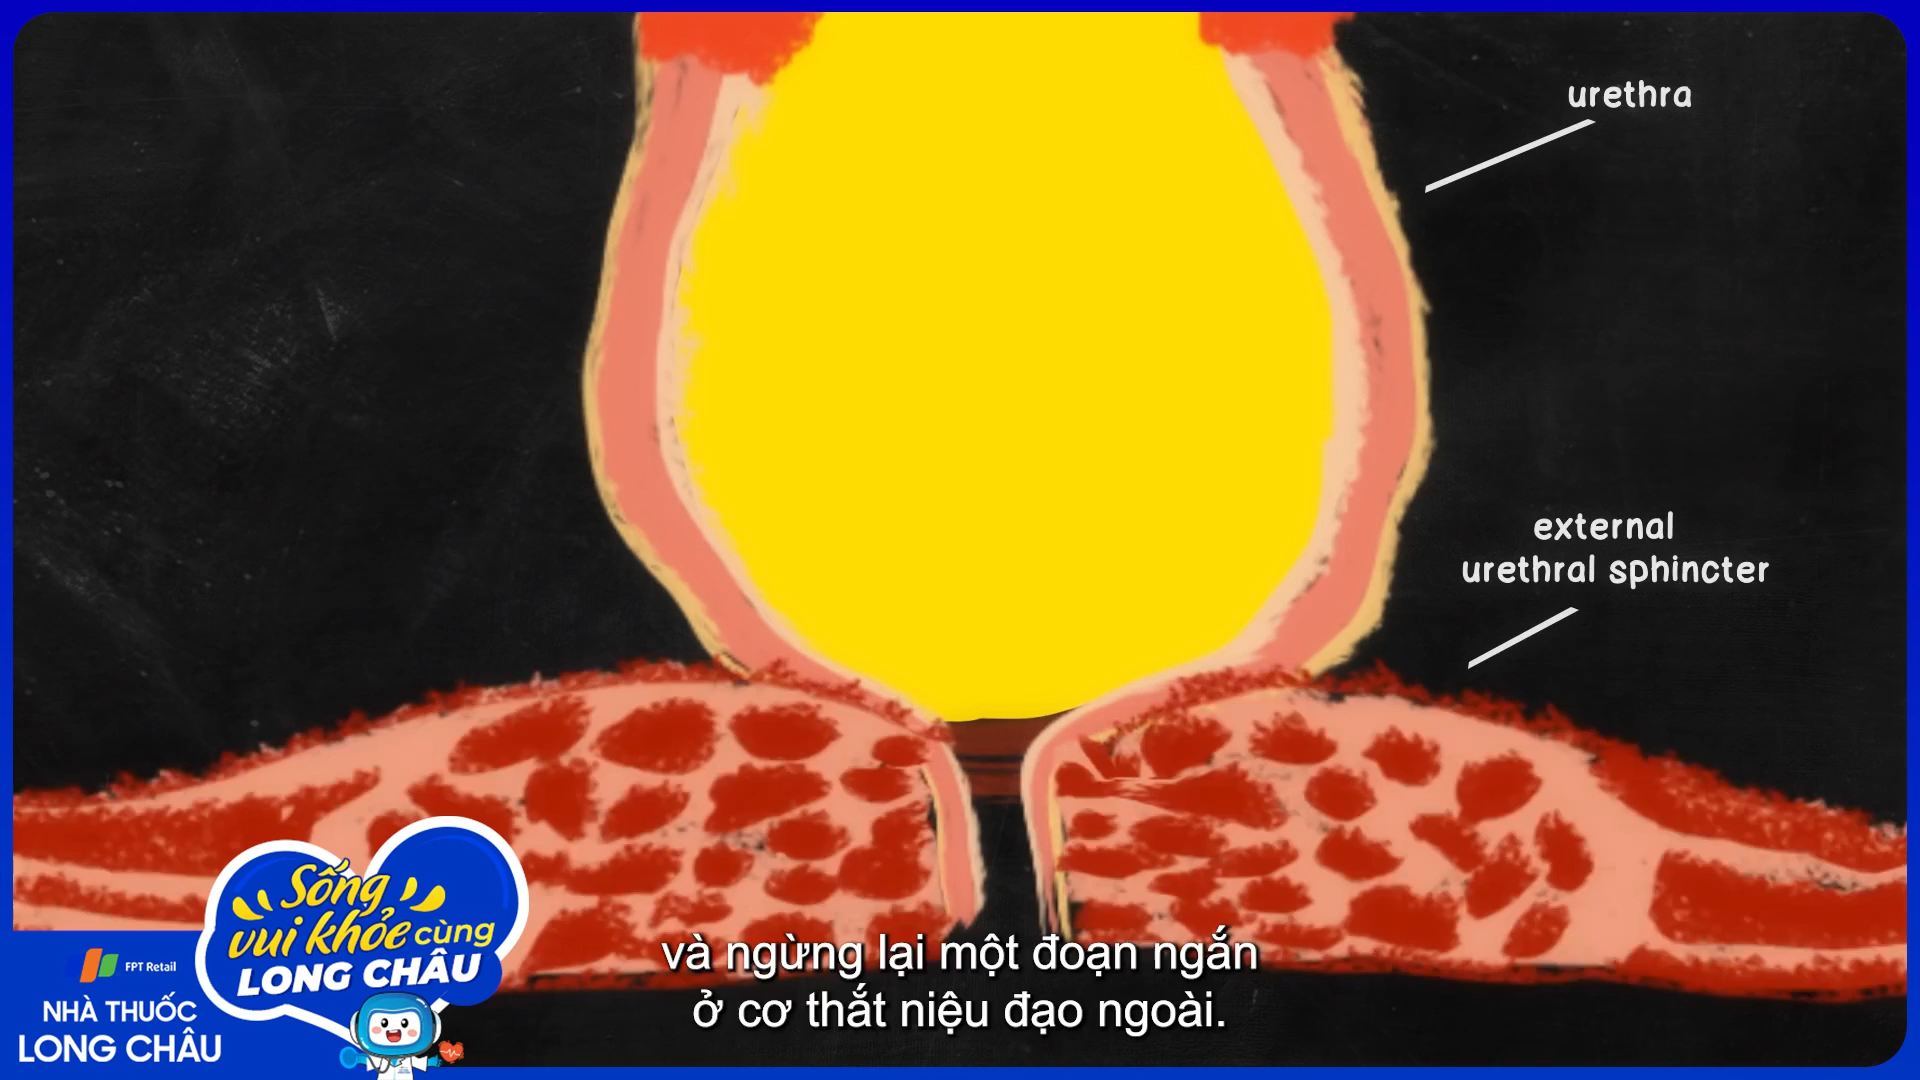 urethra
external
urethral sphincter
Sống
vui khỏe cùng
LONG CHÂU
FPT Retail
NHÀ THUỐC
LONG CHÂU
và ngừng lại một đoạn ngắn
ở cơ thắt niệu đạo ngoài.